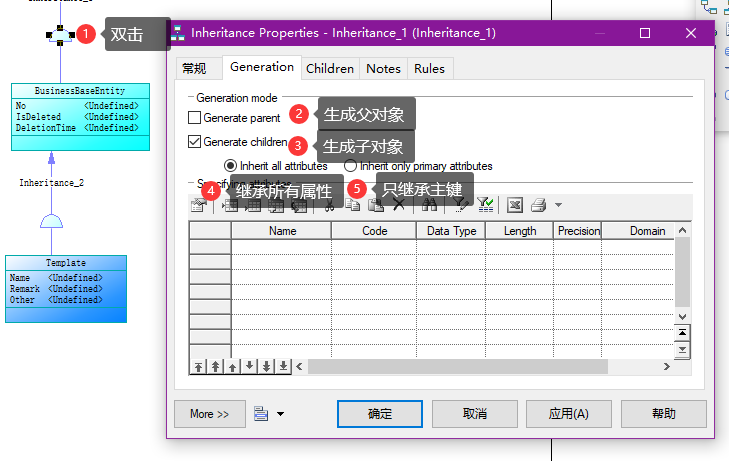 Inheritance_1
1 双击
BusinessBaseEntity
No <Undefined>
IsDeleted <Undefined>
DeletionTime <Undefined>
Inheritance_2
Template
Name <Undefined>
Remark <Undefined>
Other <Undefined>
Inheritance Properties - Inheritance_1 (Inheritance_1)
常规 Generation Children Notes Rules
Generation mode
Generate parent 2 生成父对象
Generate children 3 生成子对象
Inherit all attributes Inherit only primary attributes
4 继承所有属性 5 只继承主键
Name Code Data Type Length Precision Domain
More >> 确定 取消 应用(A) 帮助